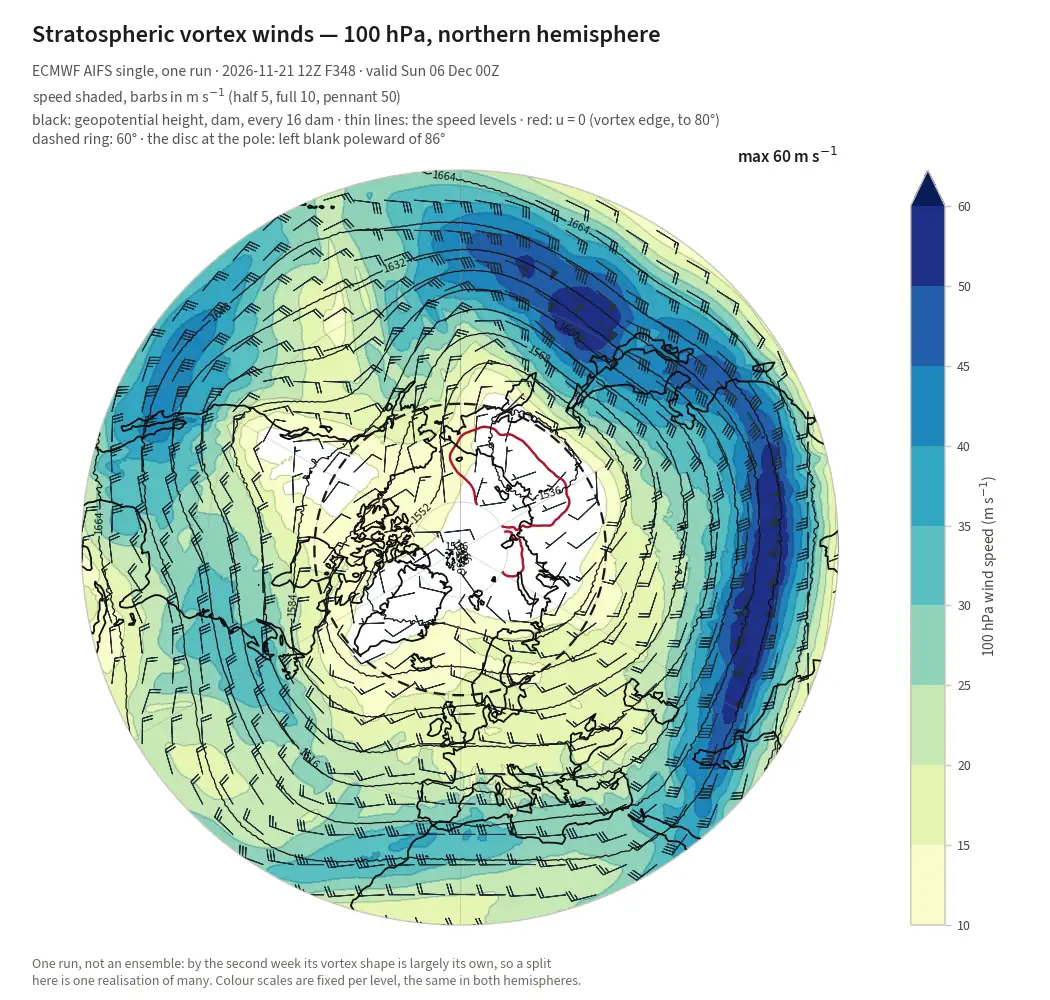 Stratospheric vortex winds — 100 hPa, northern hemisphere
ECMWF AIFS single, one run · 2026-11-21 12Z F348 · valid Sun 06 Dec 00Z
speed shaded, barbs in m s⁻¹ (half 5, full 10, pennant 50)
black: geopotential height, dam, every 16 dam · thin lines: the speed levels · red: u = 0 (vortex edge, to 80°)
dashed ring: 60° · the disc at the pole: left blank poleward of 86°
max 60 m s⁻¹
1664
1664
1632
1568
1536
1552
1664
1584
60
50
45
40
35
30
25
20
15
10
100 hPa wind speed (m s⁻¹)
One run, not an ensemble: by the second week its vortex shape is largely its own, so a split
here is one realisation of many. Colour scales are fixed per level, the same in both hemispheres.